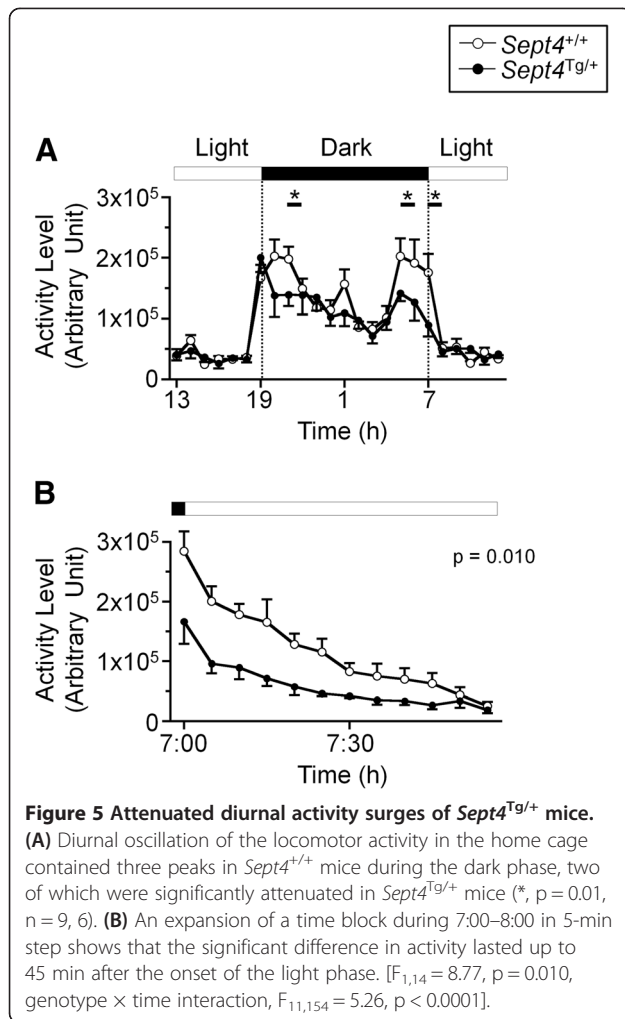 Sept4+/+
Sept4Tg/+
A
Light Dark Light
* * *
3x10⁵
2x10⁵
1x10⁵
0
Activity Level
(Arbitrary Unit)
13 19 1 7
Time (h)
B
3x10⁵
2x10⁵
1x10⁵
0
Activity Level
(Arbitrary Unit)
p = 0.010
7:00 7:30
Time (h)
Figure 5 Attenuated diurnal activity surges of Sept4Tg/+ mice.
(A) Diurnal oscillation of the locomotor activity in the home cage
contained three peaks in Sept4+/+ mice during the dark phase, two
of which were significantly attenuated in Sept4Tg/+ mice (*, p = 0.01,
n = 9, 6). (B) An expansion of a time block during 7:00–8:00 in 5-min
step shows that the significant difference in activity lasted up to
45 min after the onset of the light phase. [F1,14 = 8.77, p = 0.010,
genotype × time interaction, F11,154 = 5.26, p < 0.0001].